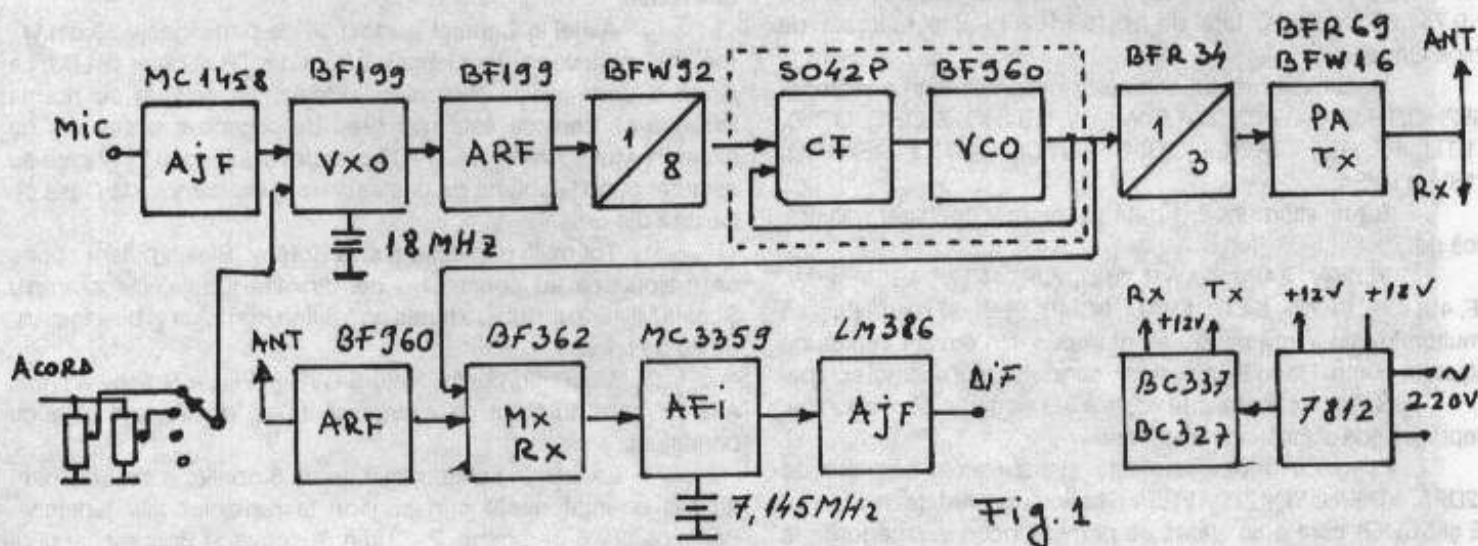 MC1458 BF199 BF199 BFW92 SO42P BF960 BFR34 BFR69 ANT
BFW16
MiC AjF VXO ARF 1/8 CF VCO 1/3 PA
Tx
Rx
18 MHz
ACORD ANT BF960 BF362 MC3359 LM386 Rx Tx +12V +18V
+12V
ARF MX
Rx AFi AjF AiF BC337
BC327 7812 ~
220V
7,145MHz Fig. 1